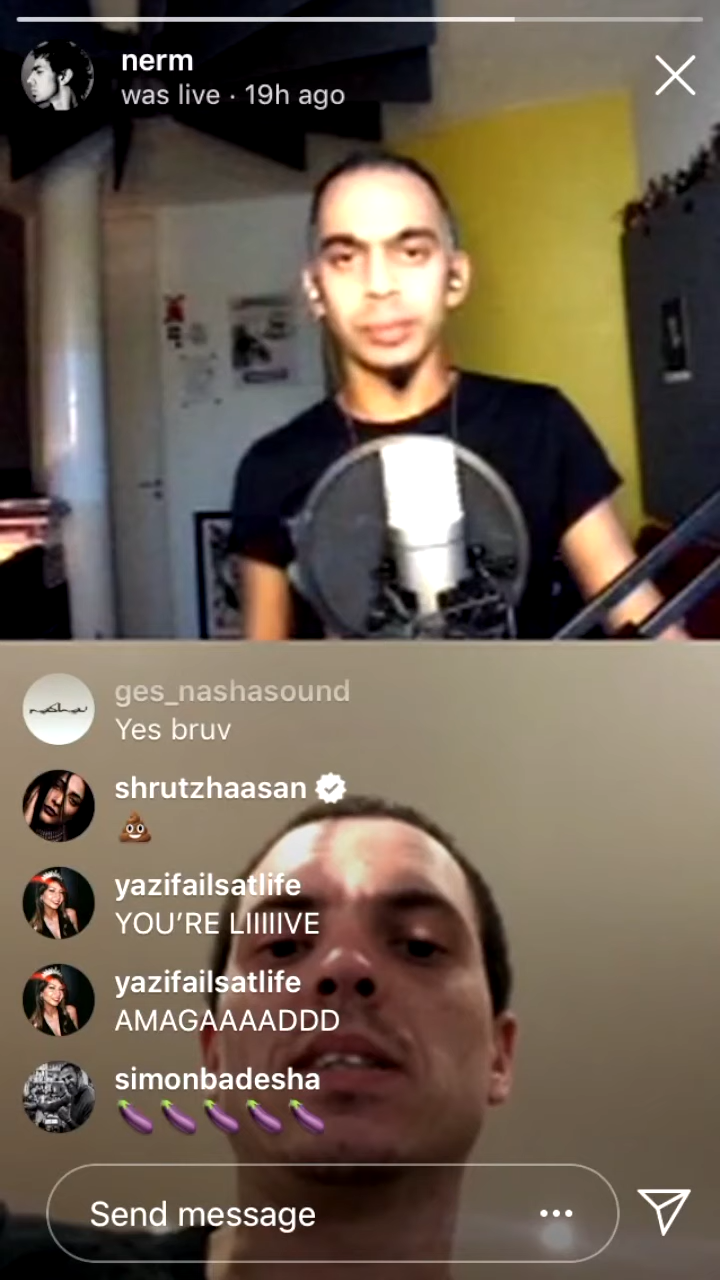 nerm
was live · 19h ago
ges_nashasound
Yes bruv
shrutzhaasan
💩
yazifailsatlife
YOU’RE LIIIIIVE
yazifailsatlife
AMAGAAAADDD
simonbadesha
🍆🍆🍆🍆🍆
Send message